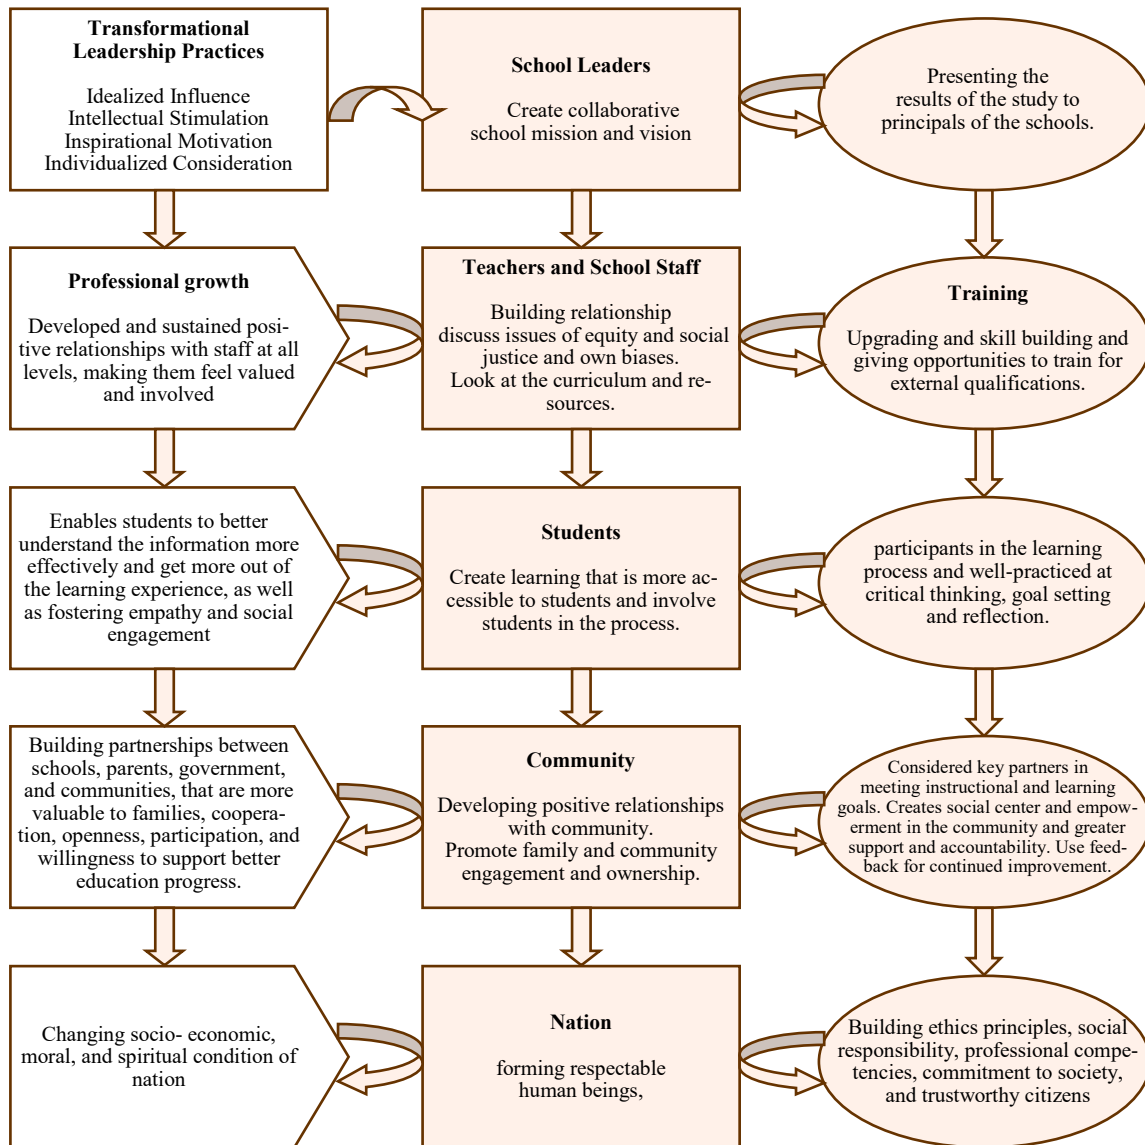 Transformational
Leadership Practices
Idealized Influence
Intellectual Stimulation
Inspirational Motivation
Individualized Consideration
School Leaders
Create collaborative
school mission and vision
Presenting the
results of the study to
principals of the schools.
Professional growth
Developed and sustained posi-
tive relationships with staff at all
levels, making them feel valued
and involved
Teachers and School Staff
Building relationship
discuss issues of equity and social
justice and own biases.
Look at the curriculum and re-
sources.
Training
Upgrading and skill building and
giving opportunities to train for
external qualifications.
Enables students to better
understand the information more
effectively and get more out of
the learning experience, as well
as fostering empathy and social
engagement
Students
Create learning that is more ac-
cessible to students and involve
students in the process.
participants in the learning
process and well-practiced at
critical thinking, goal setting
and reflection.
Building partnerships between
schools, parents, government,
and communities, that are more
valuable to families, coopera-
tion, openness, participation, and
willingness to support better
education progress.
Community
Developing positive relationships
with community.
Promote family and community
engagement and ownership.
Considered key partners in
meeting instructional and learning
goals. Creates social center and empow-
erment in the community and greater
support and accountability. Use feed-
back for continued improvement.
Changing socio- economic,
moral, and spiritual condition of
nation
Nation
forming respectable
human beings,
Building ethics principles, social
responsibility, professional compe-
tencies, commitment to society,
and trustworthy citizens